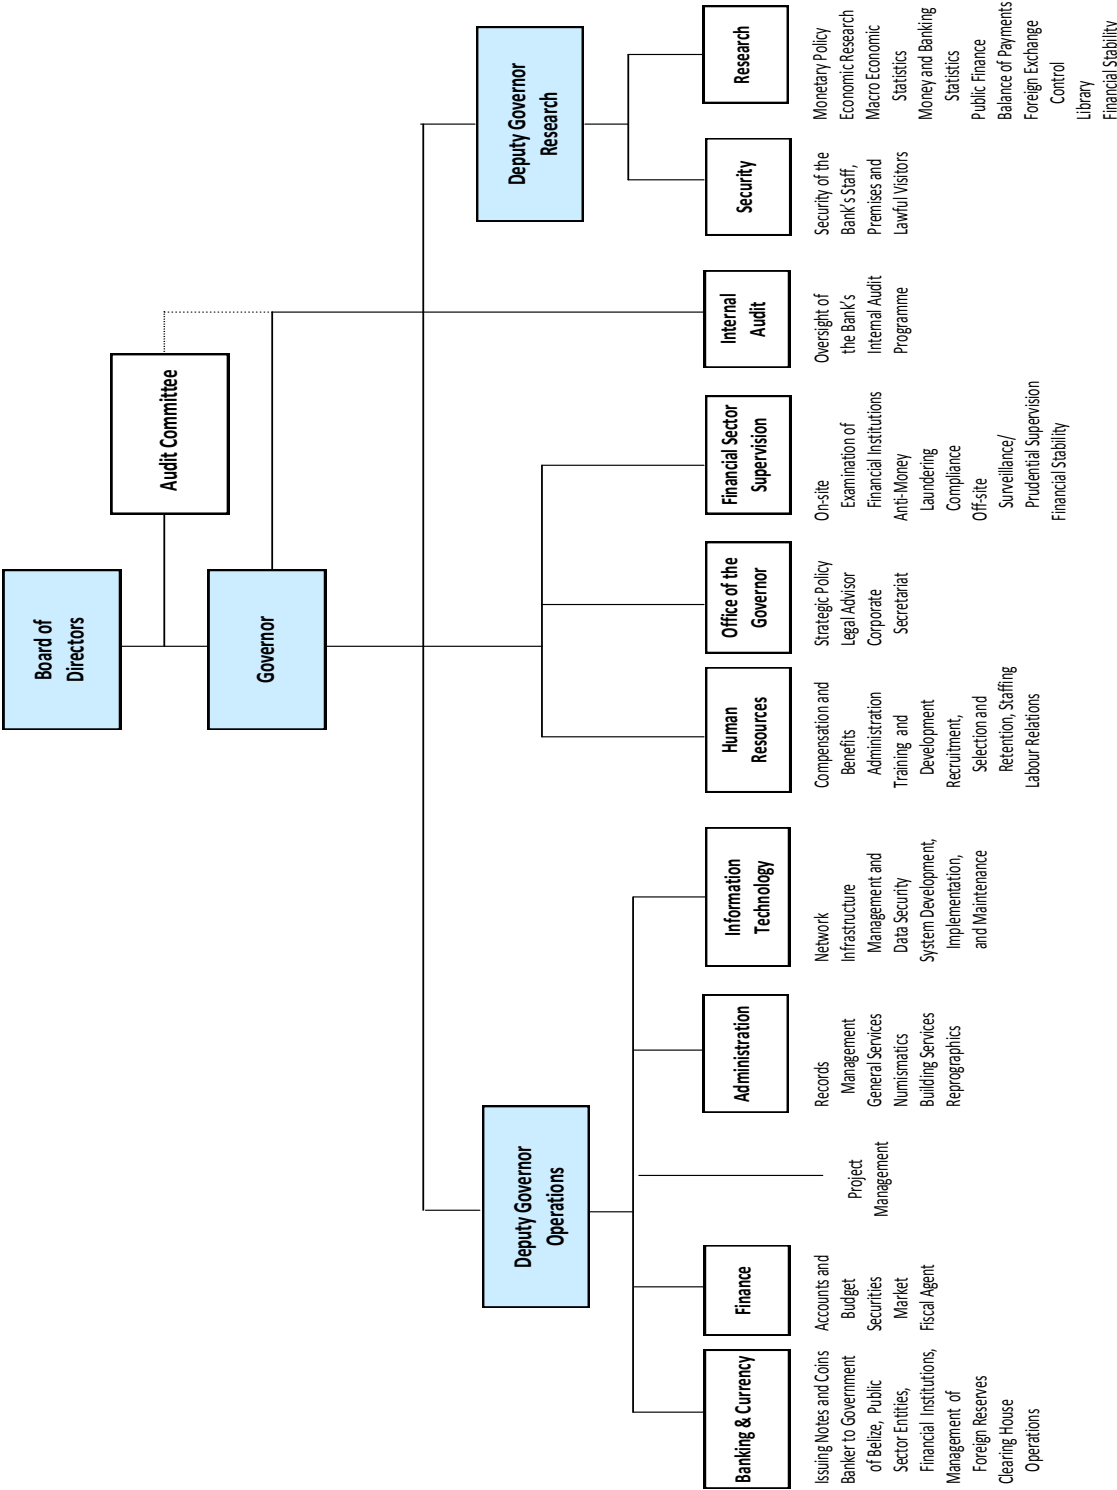 Board of
Directors
Audit Committee
Governor
Deputy Governor
Operations
Deputy Governor
Research
Banking & Currency
Issuing Notes and Coins
Banker to Government
of Belize, Public
Sector Entities,
Financial Institutions,
Management of
Foreign Reserves
Clearing House
Operations
Finance
Accounts and
Budget
Securities
Market
Fiscal Agent
Project
Management
Administration
Records
Management
General Services
Numismatics
Building Services
Reprographics
Information
Technology
Network
Infrastructure
Management and
Data Security
System Development,
Implementation,
and Maintenance
Human
Resources
Compensation and
Benefits
Administration
Training and
Development
Recruitment,
Selection and
Retention, Staffing
Labour Relations
Office of the
Governor
Strategic Policy
Legal Advisor
Corporate
Secretariat
Financial Sector
Supervision
On-site
Examination of
Financial Institutions
Anti-Money
Laundering
Compliance
Off-site
Surveillance/
Prudential Supervision
Financial Stability
Internal
Audit
Oversight of
the Bank's
Internal Audit
Programme
Security
Security of the
Bank's Staff,
Premises and
Lawful Visitors
Research
Monetary Policy
Economic Research
Macro Economic
Statistics
Money and Banking
Statistics
Public Finance
Balance of Payments
Foreign Exchange
Control
Library
Financial Stability